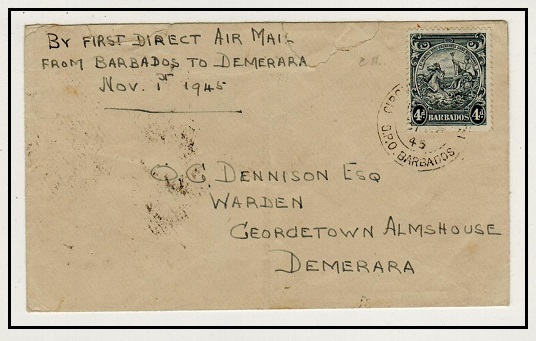 BY FIRST DIRECT AIR MAIL
FROM BARBADOS TO DEMERARA
NOV. 1ST 1945
4d BARBADOS 4d
G.P.O. BARBADOS
45
O. C DENNISON ESQ
WARDEN
GEORGETOWN ALMSHOUSE
DEMERARA